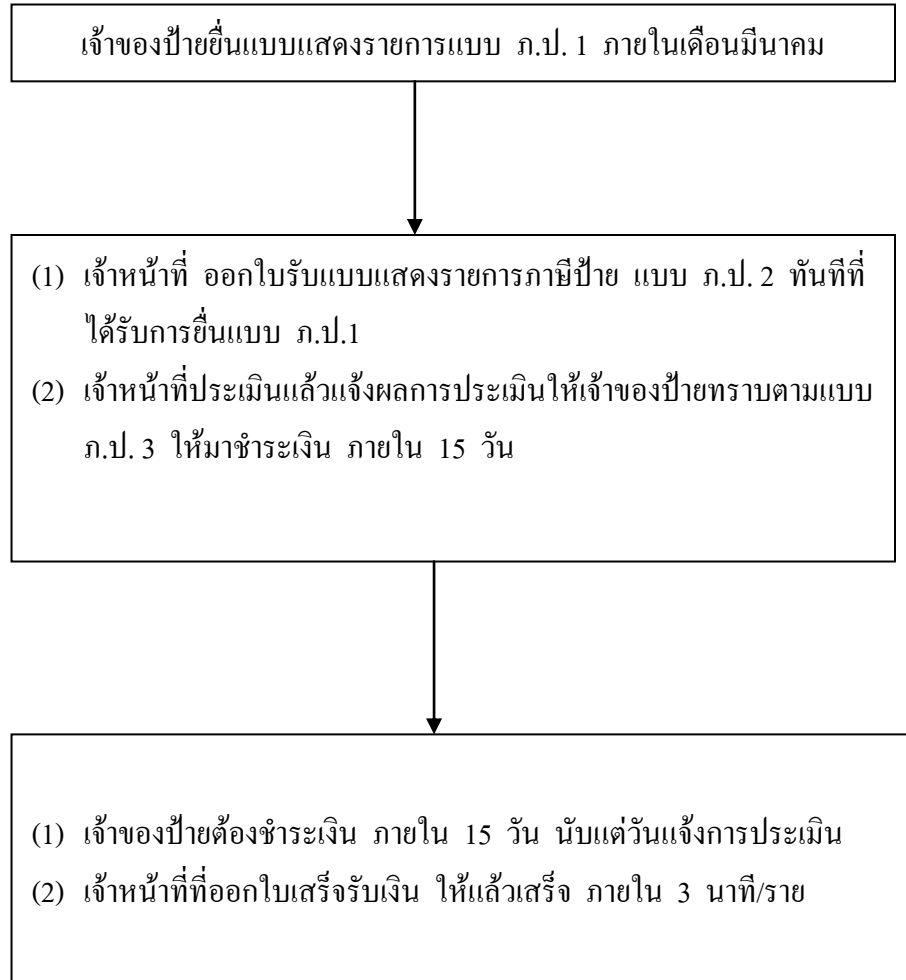 เจ้าของป้ายยื่นแบบแสดงรายการแบบ ภ.ป. 1 ภายในเดือนมีนาคม
(1) เจ้าหน้าที่ ออกใบรับแบบแสดงรายการภาษีป้าย แบบ ภ.ป. 2 ทันทีที่
ได้รับการยื่นแบบ ภ.ป.1
(2) เจ้าหน้าที่ประเมินแล้วแจ้งผลการประเมินให้เจ้าของป้ายทราบตามแบบ
ภ.ป. 3 ให้มาชำระเงิน ภายใน 15 วัน
(1) เจ้าของป้ายต้องชำระเงิน ภายใน 15 วัน นับแต่วันแจ้งการประเมิน
(2) เจ้าหน้าที่ที่ออกใบเสร็จรับเงิน ให้แล้วเสร็จ ภายใน 3 นาที/ราย